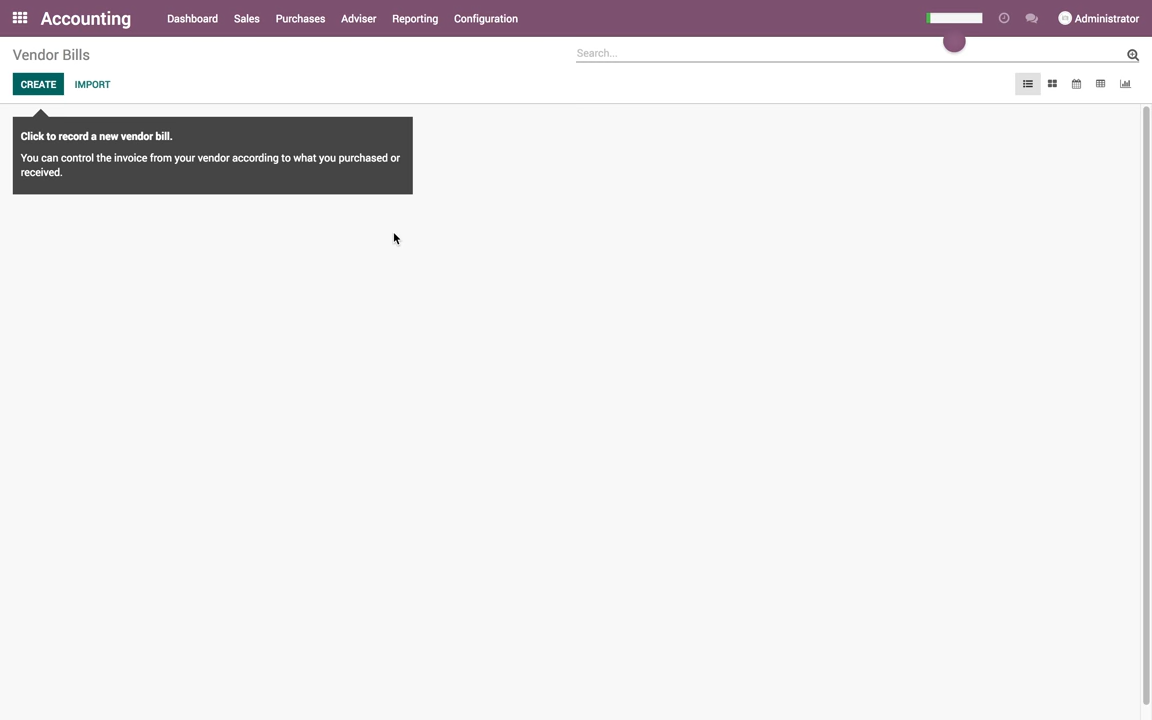 Accounting Dashboard Sales Purchases Adviser Reporting Configuration Administrator
Vendor Bills Search...
CREATE IMPORT
Click to record a new vendor bill.
You can control the invoice from your vendor according to what you purchased or
received.